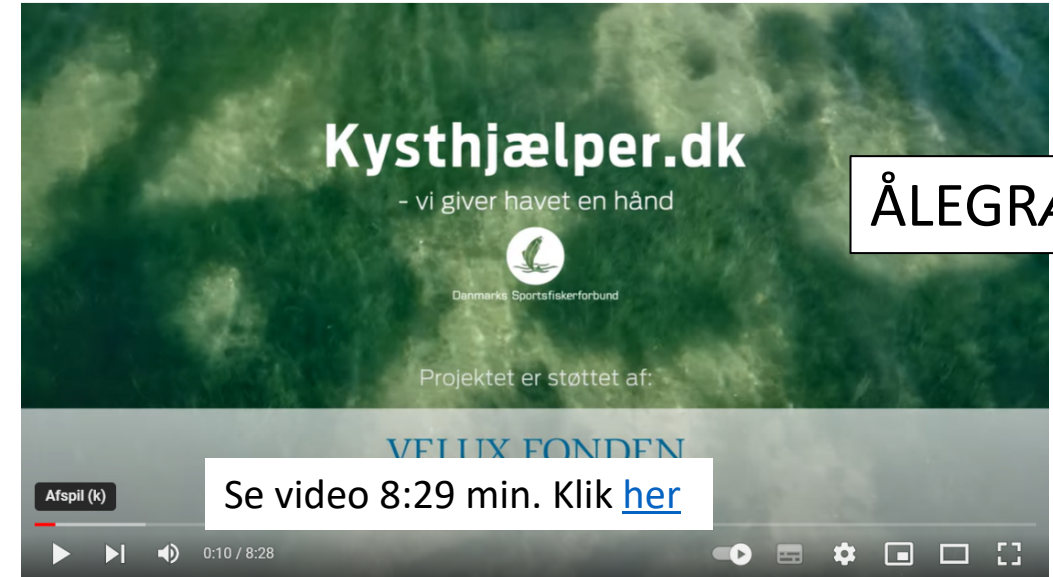 Kysthjælper.dk
- vi giver havet en hånd
ÅLEGR
Danmarks Sportsfiskerforbund
Projektet er støttet af:
VELUX FONDEN
Se video 8:29 min. Klik her
Afspil (k)
0:10 / 8:28